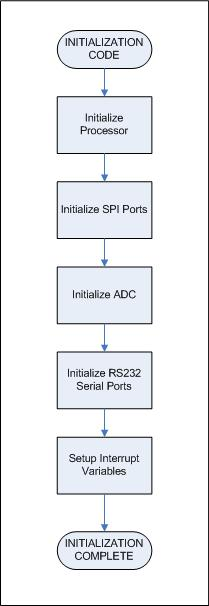 INITIALIZATION
CODE
Initialize
Processor
Initialize SPI Ports
Initialize ADC
Initialize RS232
Serial Ports
Setup Interrupt
Variables
INITIALIZATION
COMPLETE